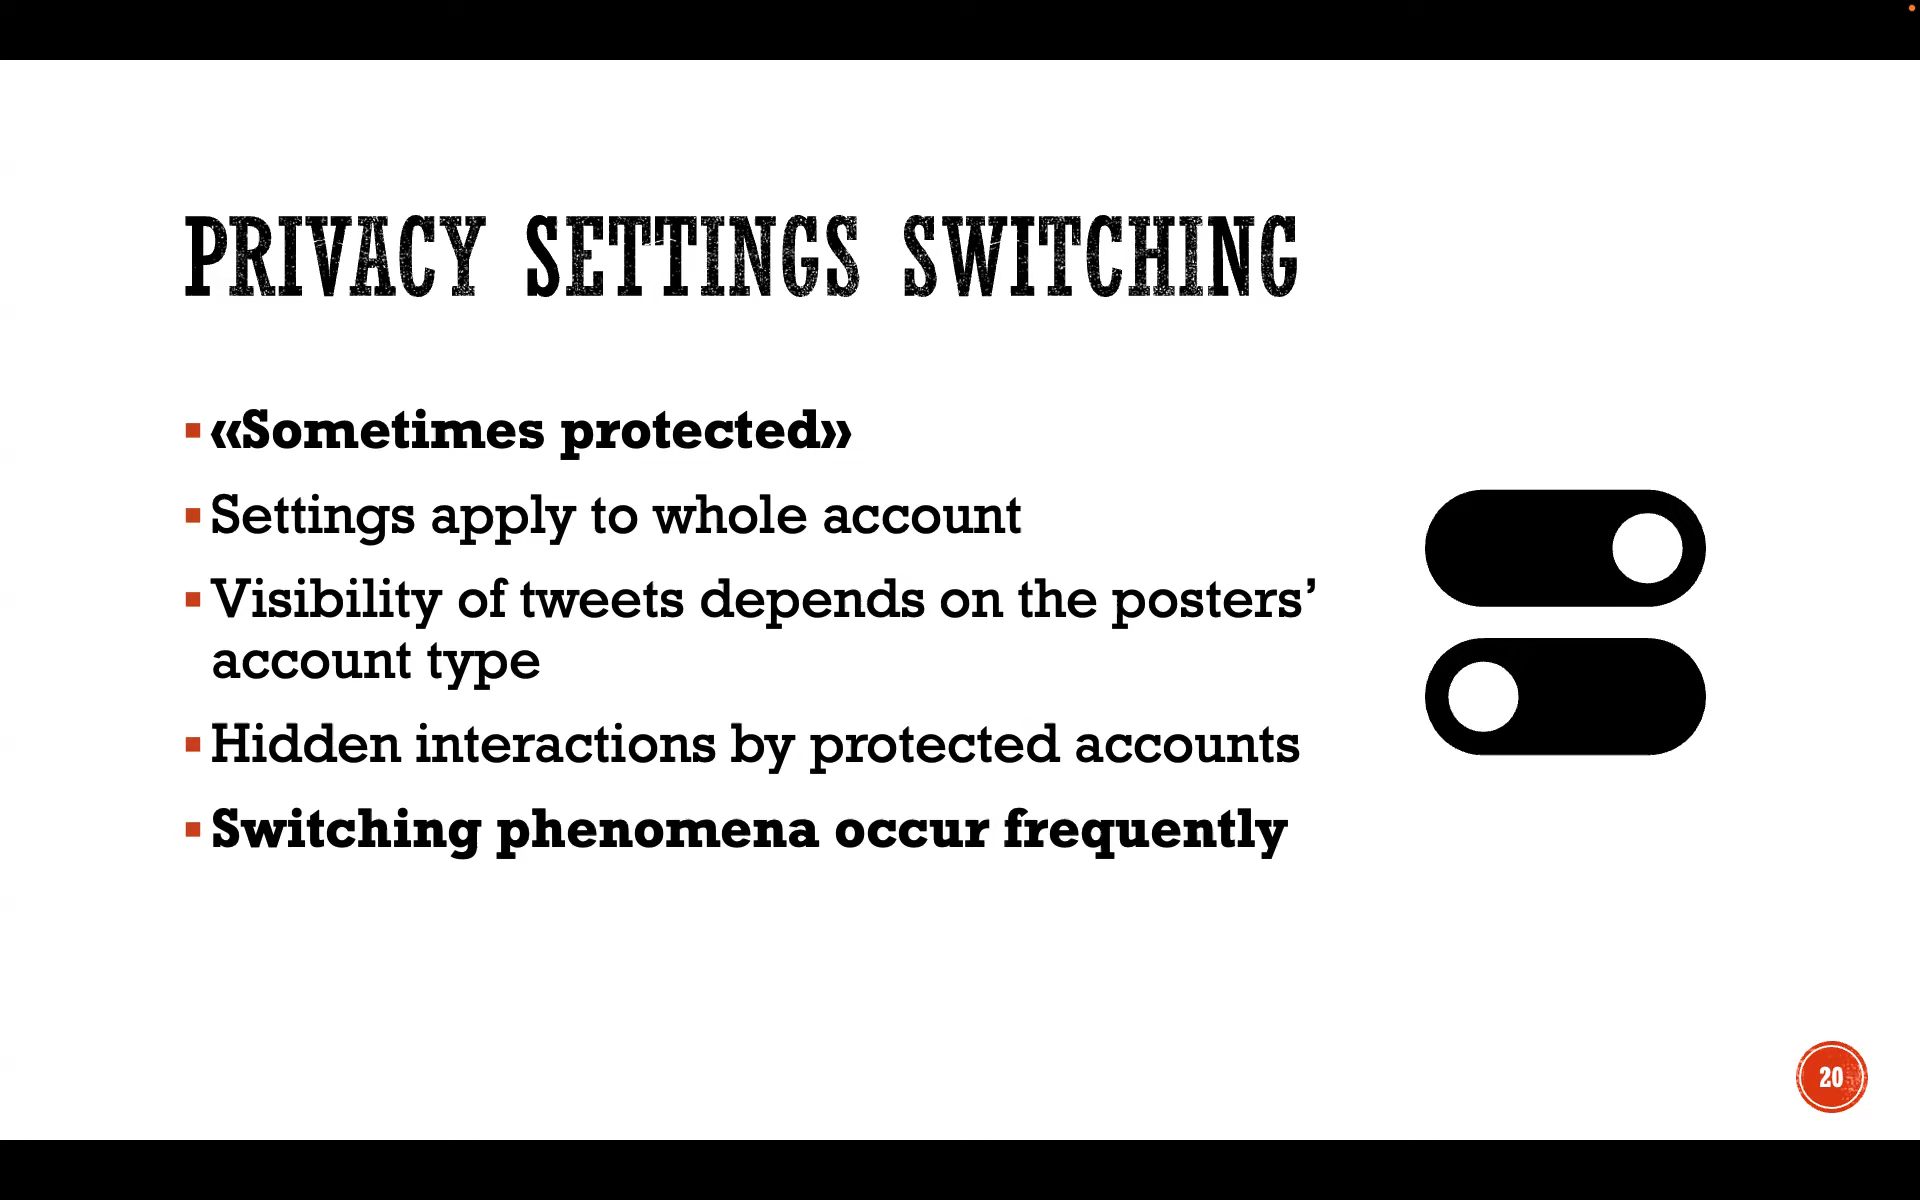 PRIVACY SETTINGS SWITCHING
«Sometimes protected»
Settings apply to whole account
Visibility of tweets depends on the posters’
account type
Hidden interactions by protected accounts
Switching phenomena occur frequently
20